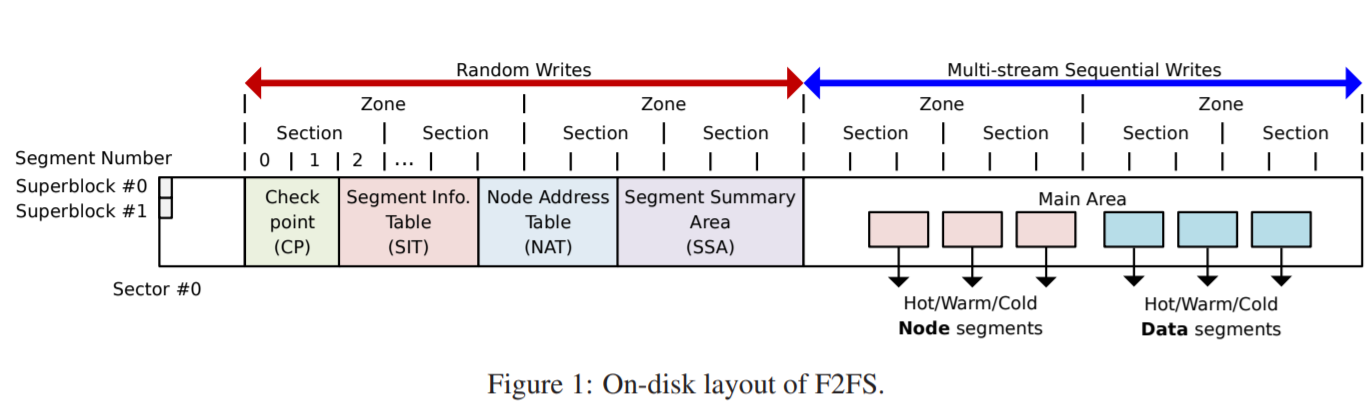 Random Writes
Multi-stream Sequential Writes
Zone
Zone
Zone
Zone
Section
Section
Section
Section
Section
Section
Section
Section
Segment Number
0
1
2
...
Superblock #0
Superblock #1
Check
point
(CP)
Segment Info.
Table
(SIT)
Node Address
Table
(NAT)
Segment Summary
Area
(SSA)
Main Area
Sector #0
Hot/Warm/Cold
Node segments
Hot/Warm/Cold
Data segments
Figure 1: On-disk layout of F2FS.